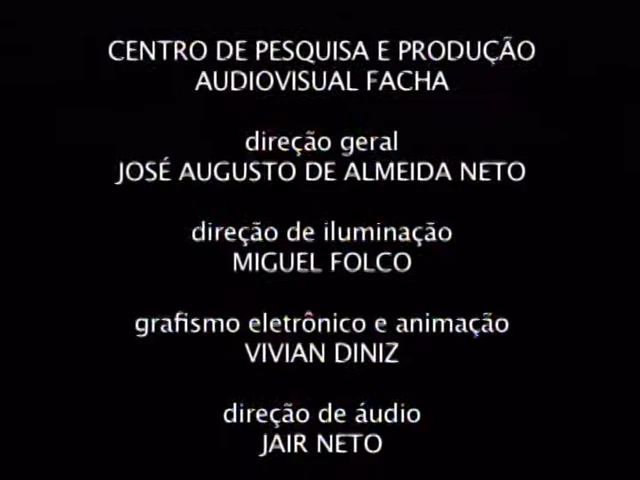 CENTRO DE PESQUISA E PRODUÇÃO
AUDIOVISUAL FACHA
direção geral
JOSÉ AUGUSTO DE ALMEIDA NETO
direção de iluminação
MIGUEL FOLCO
grafismo eletrônico e animação
VIVIAN DINIZ
direção de áudio
JAIR NETO